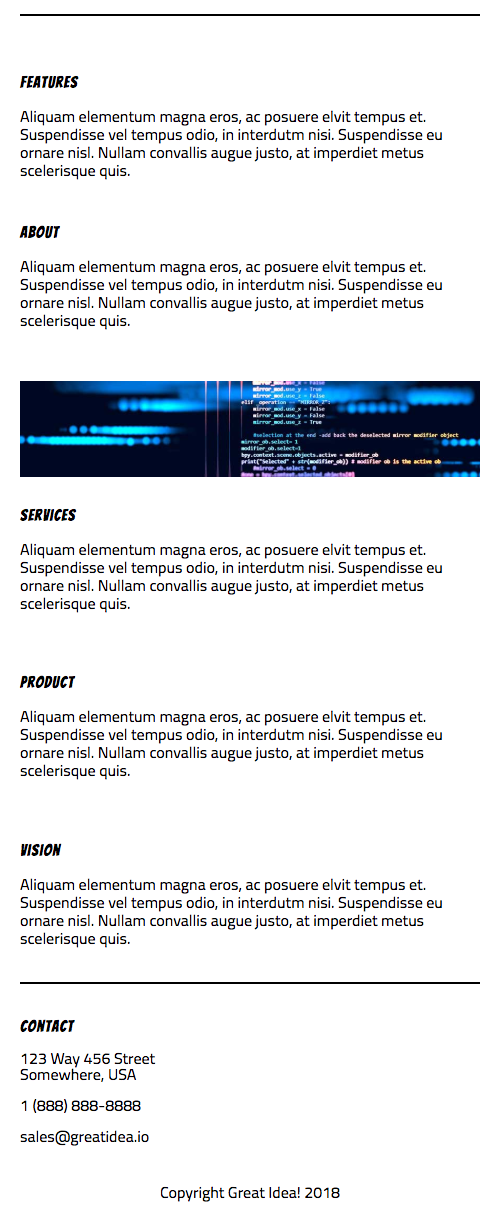 FEATURES
Aliquam elementum magna eros, ac posuere elvit tempus et.
Suspendisse vel tempus odio, in interdutm nisi. Suspendisse eu
ornare nisl. Nullam convallis augue justo, at imperdiet metus
scelerisque quis.
ABOUT
Aliquam elementum magna eros, ac posuere elvit tempus et.
Suspendisse vel tempus odio, in interdutm nisi. Suspendisse eu
ornare nisl. Nullam convallis augue justo, at imperdiet metus
scelerisque quis.
mirror_mod.use_x = False
mirror_mod.use_y = True
mirror_mod.use_z = False
elif _operation == "MIRROR_Z":
mirror_mod.use_x = False
mirror_mod.use_y = False
mirror_mod.use_z = True
#selection at the end -add back the deselected mirror modifier object
mirror_ob.select= 1
modifier_ob.select=1
bpy.context.scene.objects.active = modifier_ob
print("Selected" + str(modifier_ob)) # modifier ob is the active ob
#mirror_ob.select = 0
SERVICES
Aliquam elementum magna eros, ac posuere elvit tempus et.
Suspendisse vel tempus odio, in interdutm nisi. Suspendisse eu
ornare nisl. Nullam convallis augue justo, at imperdiet metus
scelerisque quis.
PRODUCT
Aliquam elementum magna eros, ac posuere elvit tempus et.
Suspendisse vel tempus odio, in interdutm nisi. Suspendisse eu
ornare nisl. Nullam convallis augue justo, at imperdiet metus
scelerisque quis.
VISION
Aliquam elementum magna eros, ac posuere elvit tempus et.
Suspendisse vel tempus odio, in interdutm nisi. Suspendisse eu
ornare nisl. Nullam convallis augue justo, at imperdiet metus
scelerisque quis.
CONTACT
123 Way 456 Street
Somewhere, USA
1 (888) 888-8888
sales@greatidea.io
Copyright Great Idea! 2018